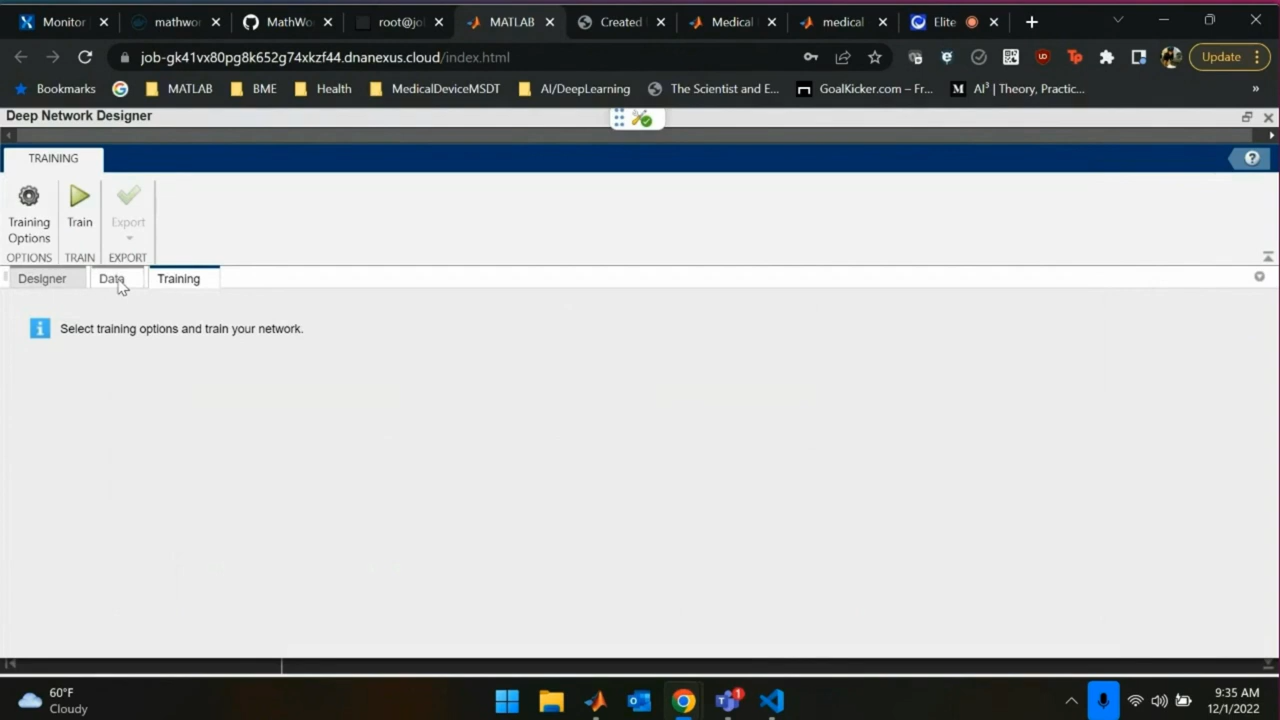 Monitor
mathwor
MathWo
root@jo
MATLAB
Created
Medical
medical
Elite
job-gk41vx80pg8k652g74xkzf44.dnanexus.cloud/index.html
Update
Bookmarks
MATLAB
BME
Health
MedicalDeviceMSDT
AI/DeepLearning
The Scientist and E...
GoalKicker.com – Fr...
AI³ | Theory, Practic...
»
Deep Network Designer
TRAINING
Training Options
Train
Export
OPTIONS
TRAIN
EXPORT
Designer
Data
Training
Select training options and train your network.
60°F
Cloudy
1
9:35 AM
12/1/2022